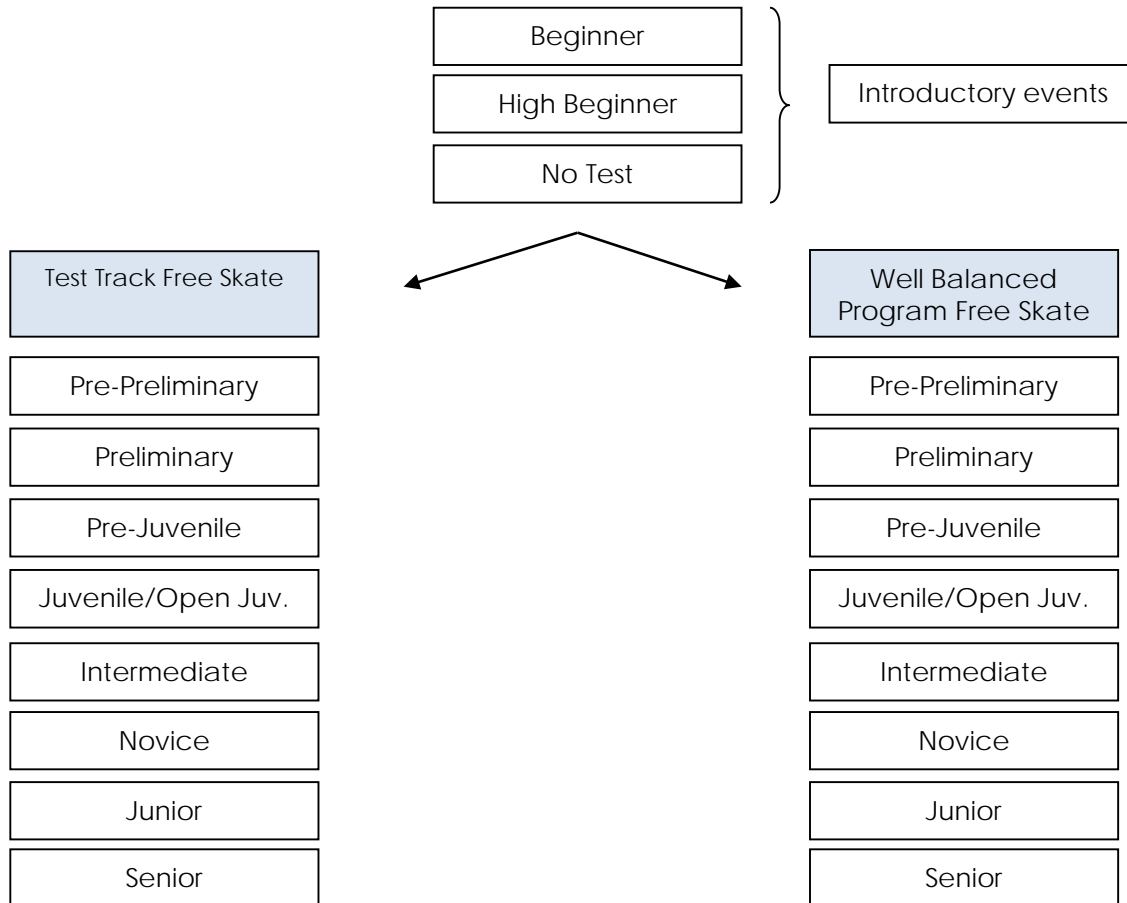 Beginner
High Beginner
Introductory events
No Test
Test Track Free Skate
Well Balanced
Program Free Skate
Pre-Preliminary
Preliminary
Pre-Juvenile
Juvenile/Open Juv.
Intermediate
Novice
Junior
Senior
Pre-Preliminary
Preliminary
Pre-Juvenile
Juvenile/Open Juv.
Intermediate
Novice
Junior
Senior